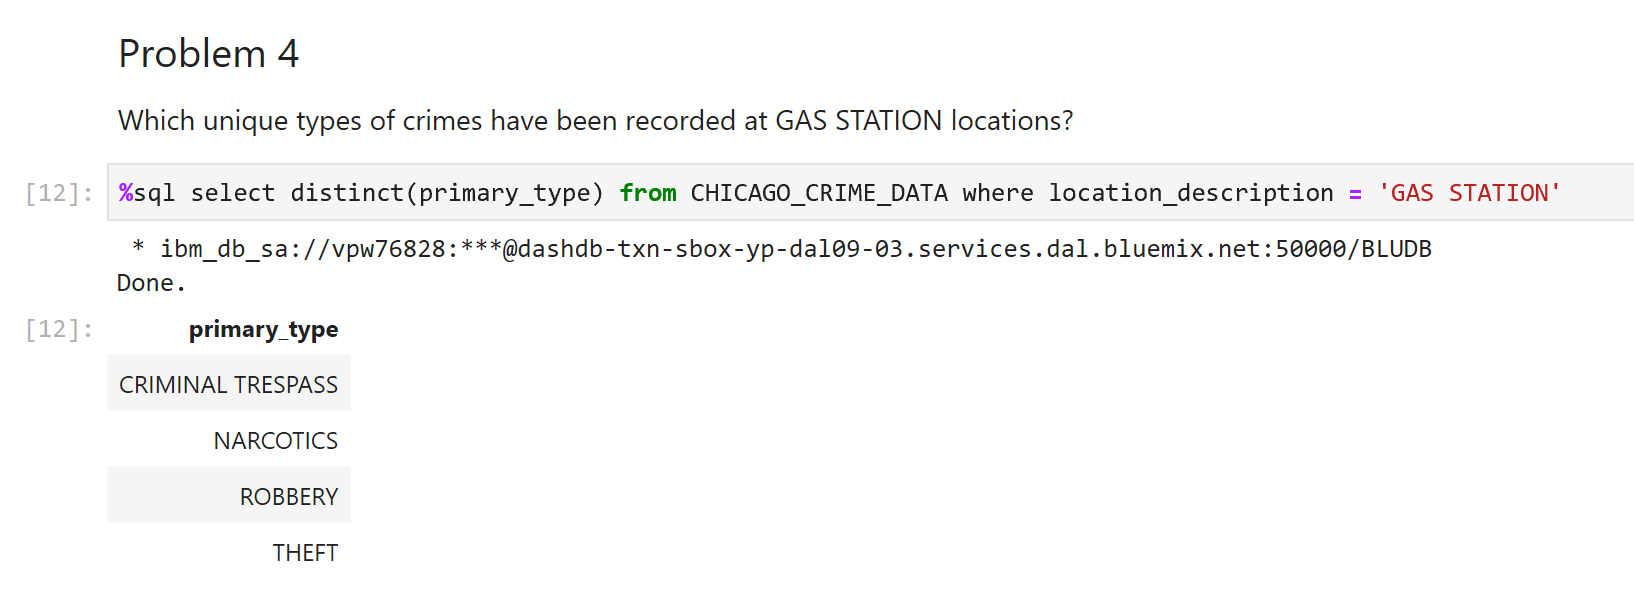 Problem 4
Which unique types of crimes have been recorded at GAS STATION locations?
[12]: %sql select distinct(primary_type) from CHICAGO_CRIME_DATA where location_description = 'GAS STATION'
* ibm_db_sa://vpw76828:***@dashdb-txn-sbox-yp-dal09-03.services.dal.bluemix.net:50000/BLUDB
Done.
[12]: primary_type
CRIMINAL TRESPASS
NARCOTICS
ROBBERY
THEFT